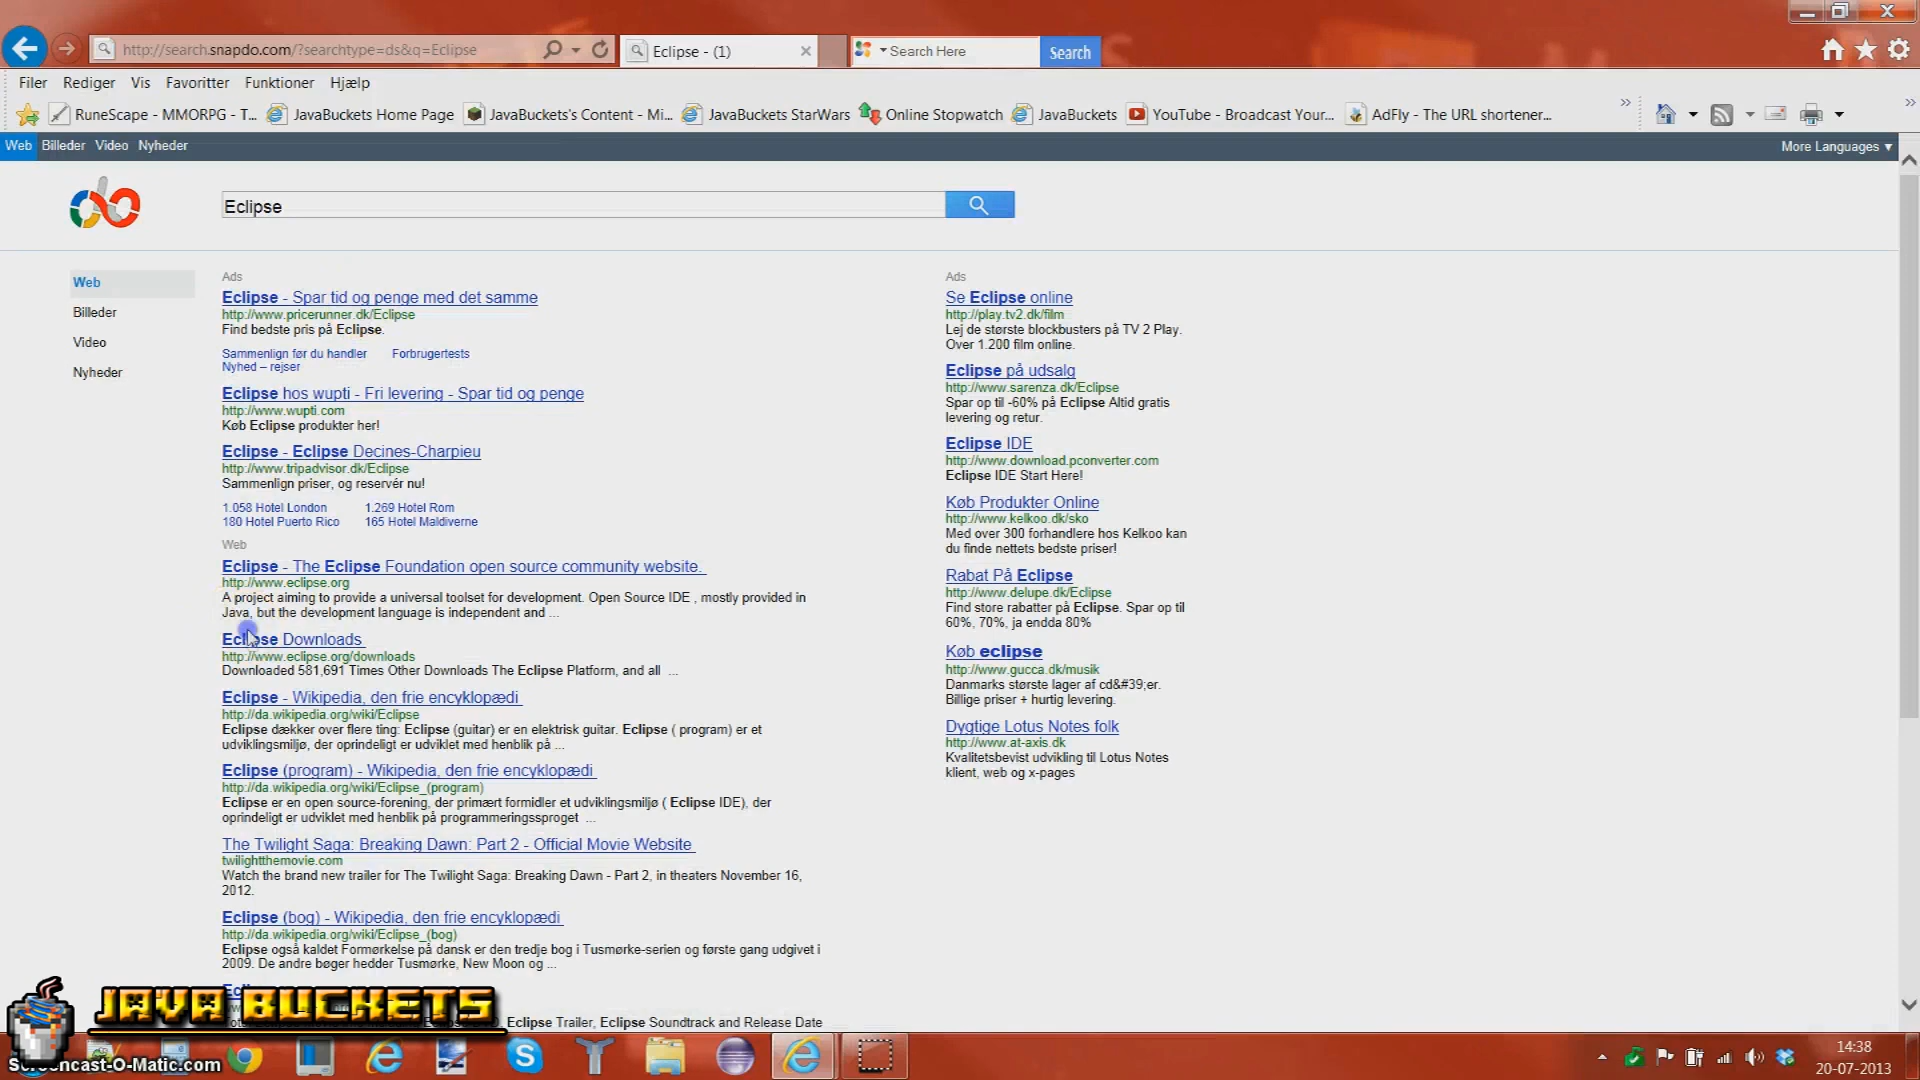 http://search.snapdo.com/?searchtype=ds&q=Eclipse
Eclipse - (1)
Search Here
Search
Filer Rediger Vis Favoritter Funktioner Hjælp
RuneScape - MMORPG - T... JavaBuckets Home Page JavaBuckets's Content - Mi... JavaBuckets StarWars Online Stopwatch JavaBuckets YouTube - Broadcast Your... AdFly - The URL shortener...
Web Billeder Video Nyheder
More Languages
Eclipse
Web
Billeder
Video
Nyheder
Ads
Eclipse - Spar tid og penge med det samme
http://www.pricerunner.dk/Eclipse
Find bedste pris på Eclipse.
Sammenlign før du handler Forbrugertests
Nyhed – rejser
Eclipse hos wupti - Fri levering - Spar tid og penge
http://www.wupti.com
Køb Eclipse produkter her!
Eclipse - Eclipse Decines-Charpieu
http://www.tripadvisor.dk/Eclipse
Sammenlign priser, og reservér nu!
1.058 Hotel London 1.269 Hotel Rom
180 Hotel Puerto Rico 165 Hotel Maldiverne
Web
Eclipse - The Eclipse Foundation open source community website.
http://www.eclipse.org
A project aiming to provide a universal toolset for development. Open Source IDE , mostly provided in
Java, but the development language is independent and ...
Eclipse Downloads
http://www.eclipse.org/downloads
Downloaded 581,691 Times Other Downloads The Eclipse Platform, and all ...
Eclipse - Wikipedia, den frie encyklopædi
http://da.wikipedia.org/wiki/Eclipse
Eclipse dækker over flere ting: Eclipse (guitar) er en elektrisk guitar. Eclipse ( program) er et
udviklingsmiljø, der oprindeligt er udviklet med henblik på ...
Eclipse (program) - Wikipedia, den frie encyklopædi
http://da.wikipedia.org/wiki/Eclipse_(program)
Eclipse er en open source-forening, der primært formidler et udviklingsmiljø ( Eclipse IDE), der
oprindeligt er udviklet med henblik på programmeringssproget ...
The Twilight Saga: Breaking Dawn: Part 2 - Official Movie Website
twilightthemovie.com
Watch the brand new trailer for The Twilight Saga: Breaking Dawn - Part 2, in theaters November 16,
2012.
Eclipse (bog) - Wikipedia, den frie encyklopædi
http://da.wikipedia.org/wiki/Eclipse_(bog)
Eclipse også kaldet Formørkelse på dansk er den tredje bog i Tusmørke-serien og første gang udgivet i
2009. De andre bøger hedder Tusmørke, New Moon og ...
Eclipse Trailer, Eclipse Soundtrack and Release Date
Ads
Se Eclipse online
http://play.tv2.dk/film
Lej de største blockbusters på TV 2 Play.
Over 1.200 film online.
Eclipse på udsalg
http://www.sarenza.dk/Eclipse
Spar op til -60% på Eclipse Altid gratis
levering og retur.
Eclipse IDE
http://www.download.pconverter.com
Eclipse IDE Start Here!
Køb Produkter Online
http://www.kelkoo.dk/sko
Med over 300 forhandlere hos Kelkoo kan
du finde nettets bedste priser!
Rabat På Eclipse
http://www.delupe.dk/Eclipse
Find store rabatter på Eclipse. Spar op til
60%, 70%, ja endda 80%
Køb eclipse
http://www.gucca.dk/musik
Danmarks største lager af cd&#39;er.
Billige priser + hurtig levering.
Dygtige Lotus Notes folk
http://www.at-axis.dk
Kvalitetsbevist udvikling til Lotus Notes
klient, web og x-pages
JAVA BUCKETS
Screencast-O-Matic.com
14:38
20-07-2013